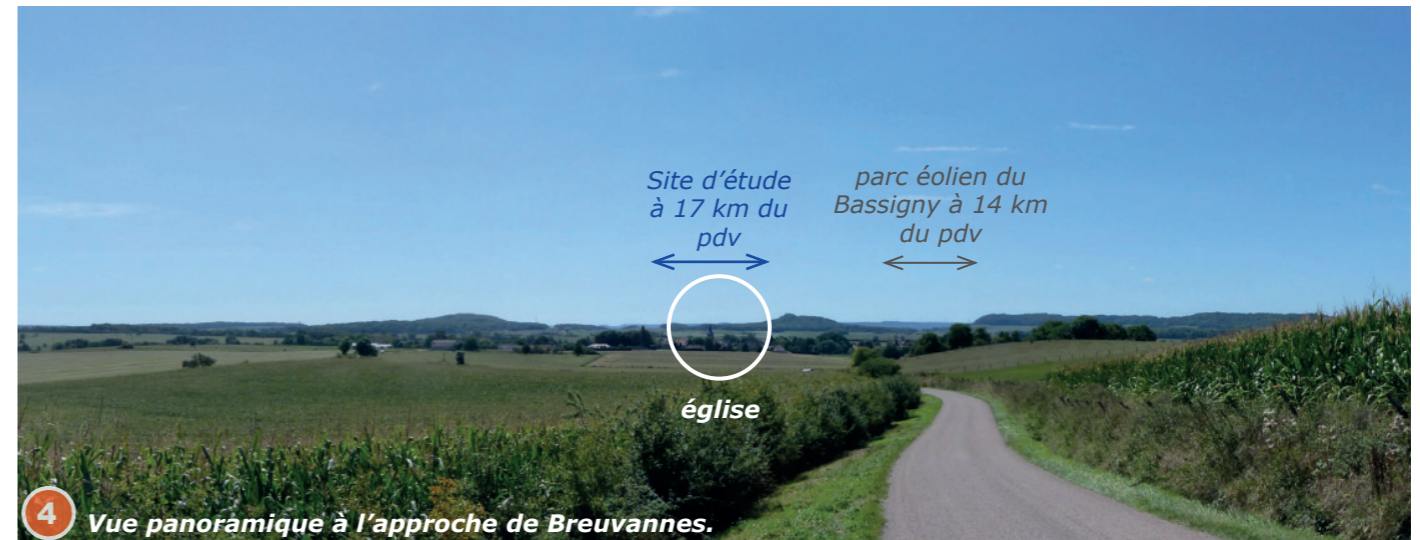 Site d'étude
à 17 km du
pdv
parc éolien du
Bassigny à 14 km
du pdv
église
4
Vue panoramique à l'approche de Breuvannes.